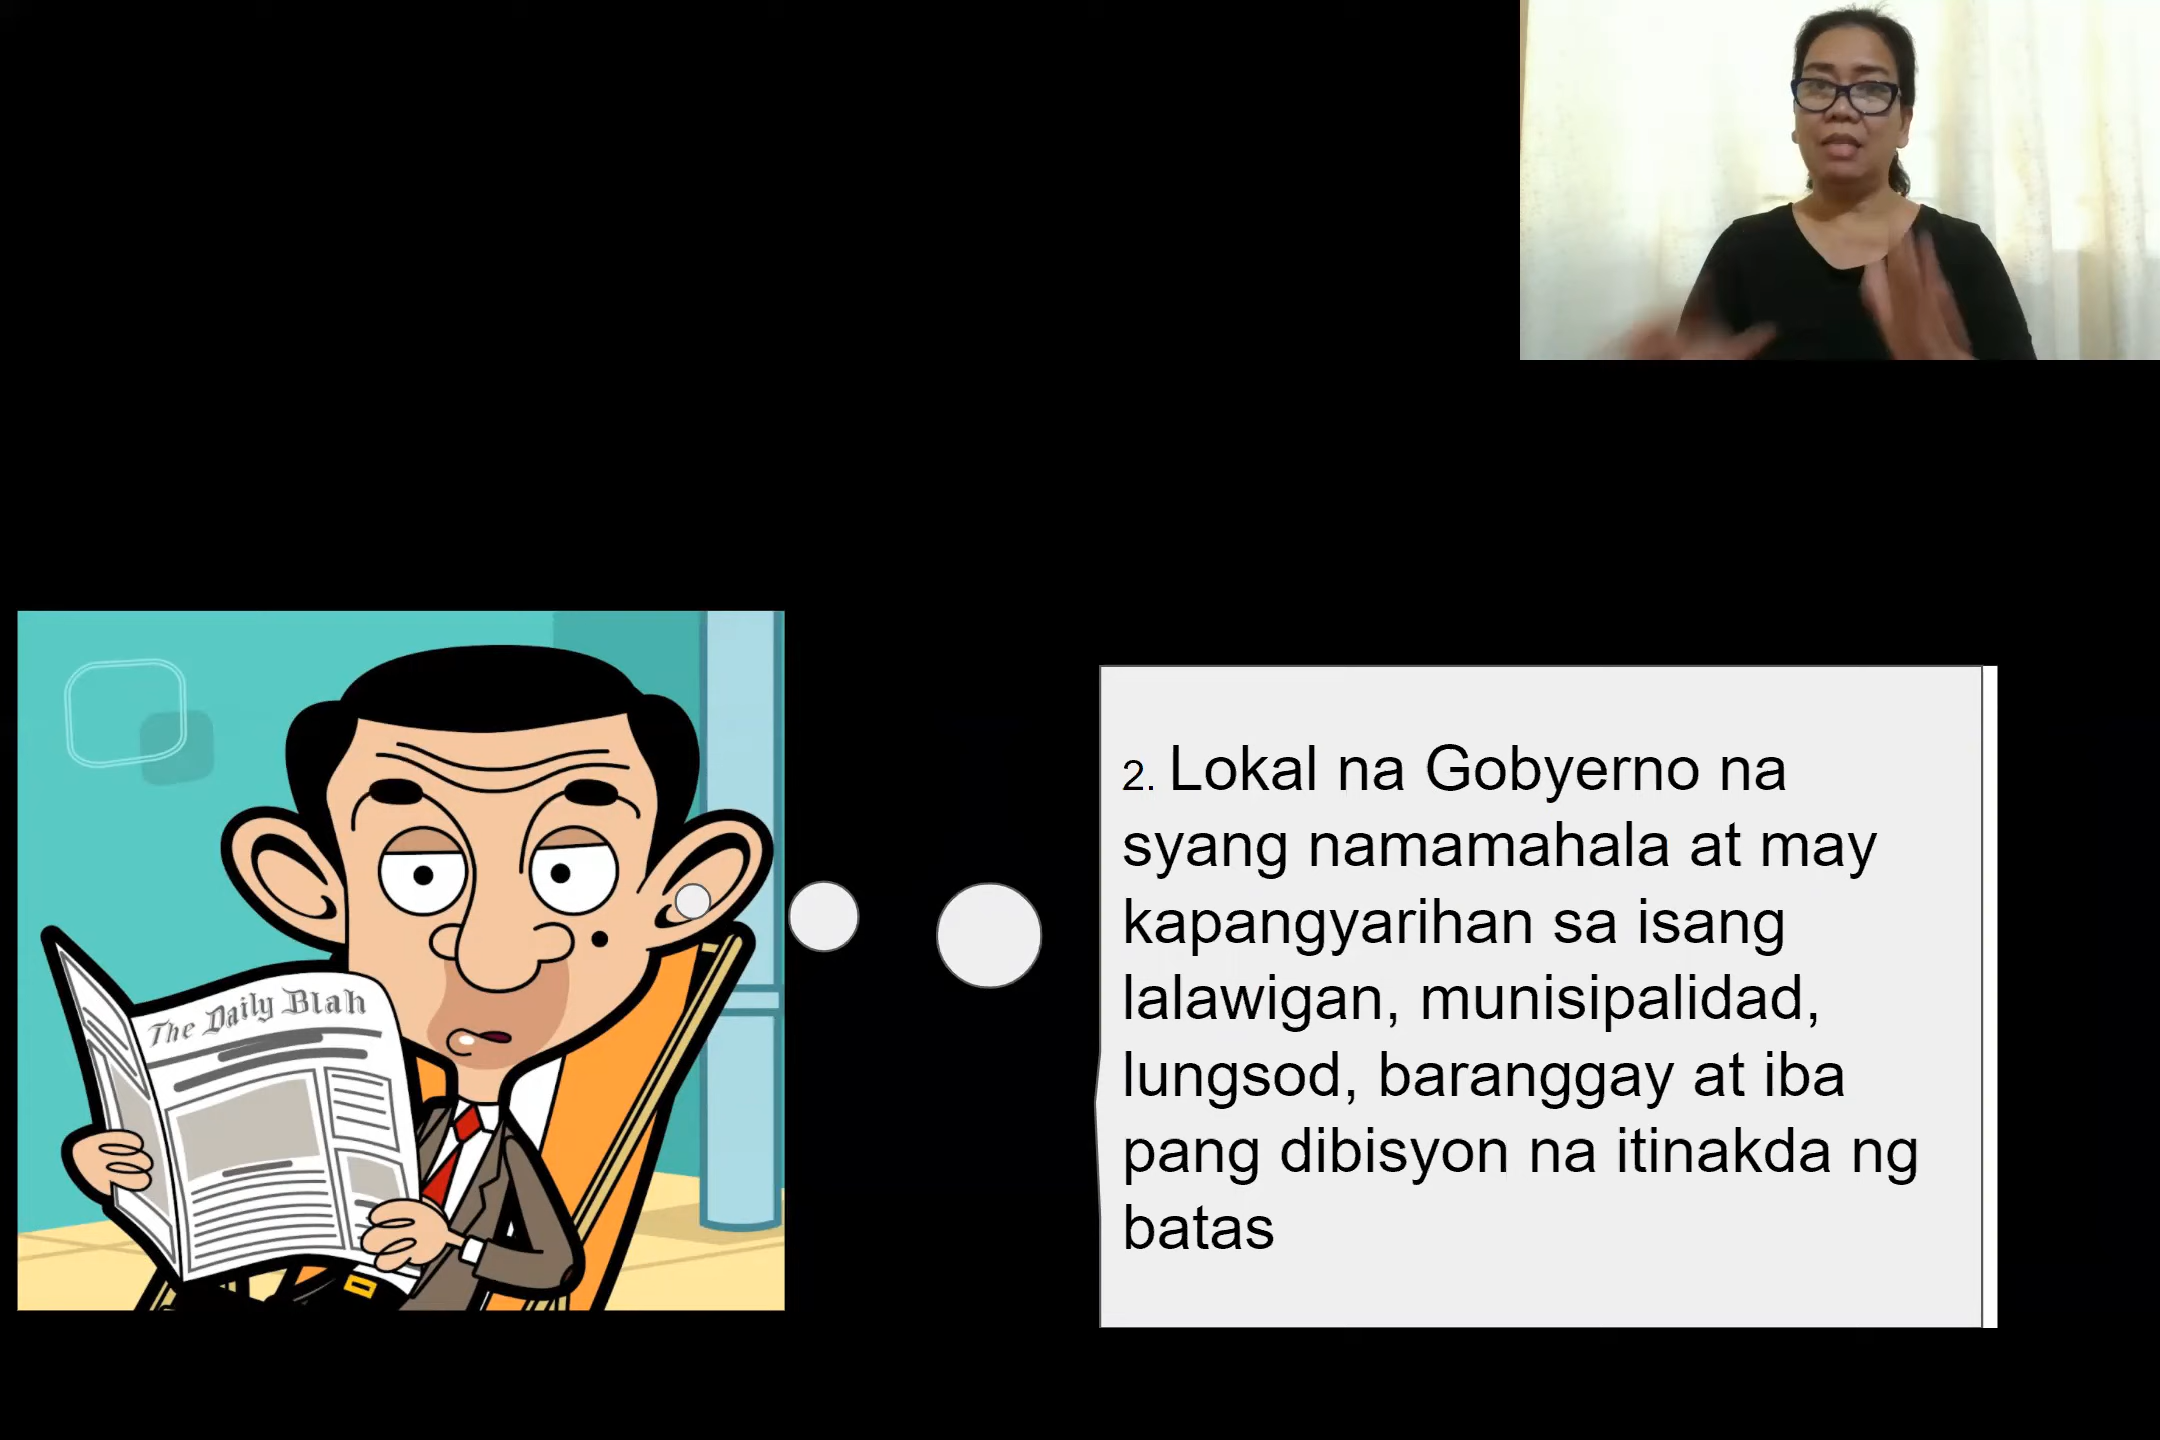 The Daily Blah
2. Lokal na Gobyerno na
syang namamahala at may
kapangyarihan sa isang
lalawigan, munisipalidad,
lungsod, baranggay at iba
pang dibisyon na itinakda ng
batas